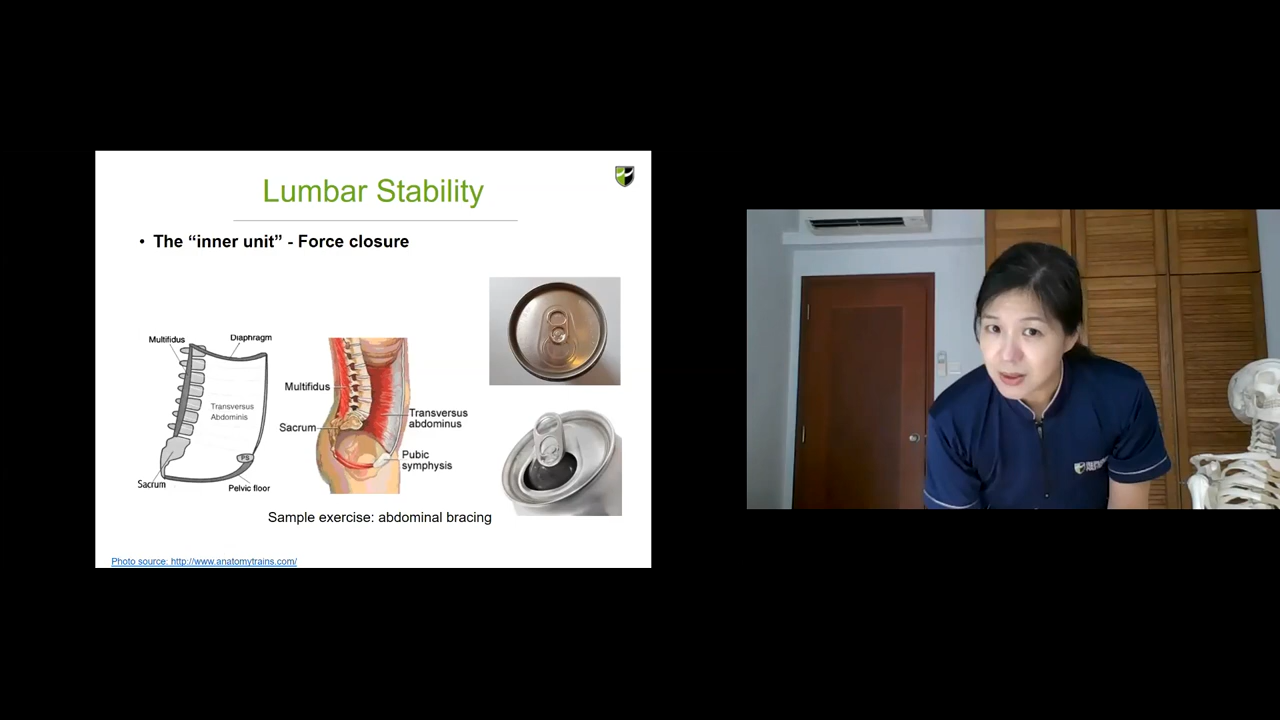 Lumbar Stability
• The “inner unit” - Force closure
Multifidus
Diaphragm
Transversus
Abdominis
PS
Sacrum
Pelvic floor
Multifidus
Sacrum
Transversus
abdominus
Pubic
symphysis
Sample exercise: abdominal bracing
Photo source: http://www.anatomytrains.com/